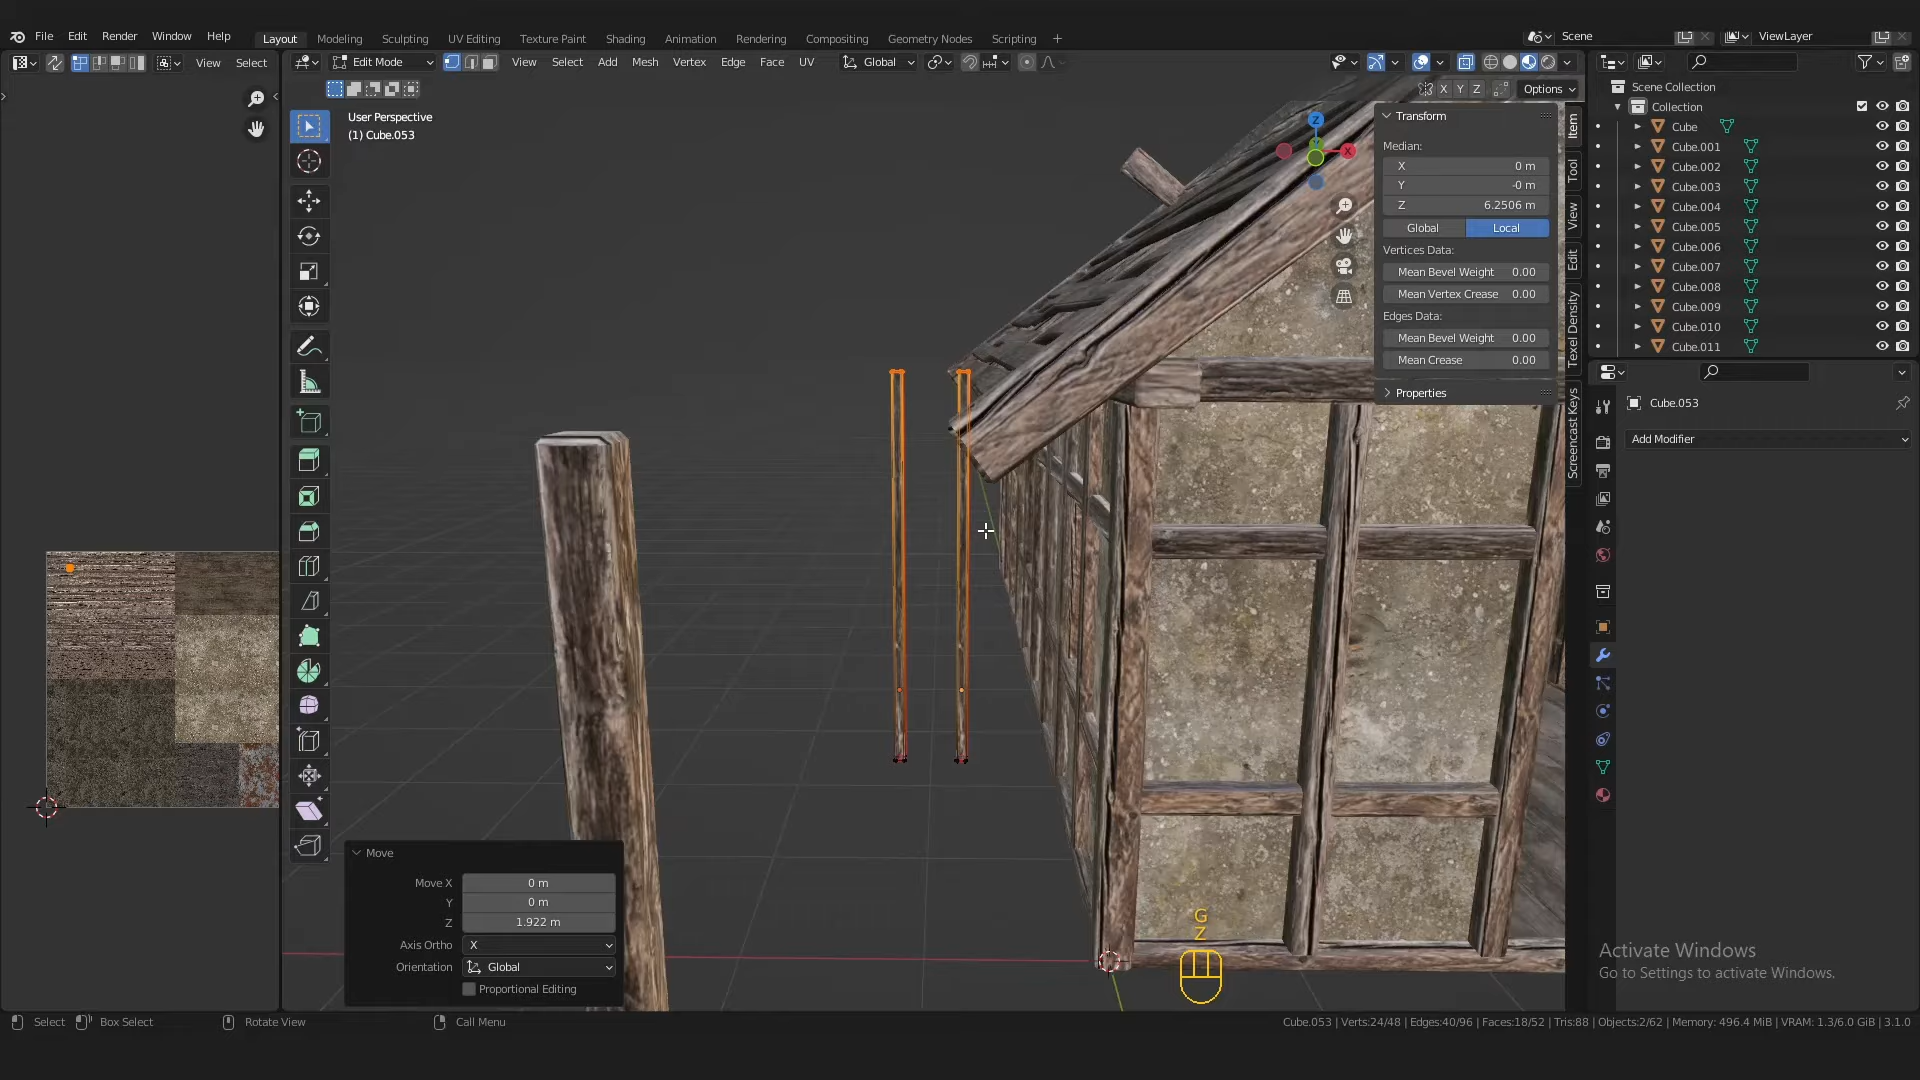 File Edit Render Window Help
Layout Modeling Sculpting UV Editing Texture Paint Shading Animation Rendering Compositing Geometry Nodes Scripting +
Scene
ViewLayer
View Select
Edit Mode
View Select Add Mesh Vertex Edge Face UV
Global
X Y Z
Options
User Perspective
(1) Cube.053
Z
X
Transform
Median:
X 0 m
Y -0 m
Z 6.2506 m
Global Local
Vertices Data:
Mean Bevel Weight 0.00
Mean Vertex Crease 0.00
Edges Data:
Mean Bevel Weight 0.00
Mean Crease 0.00
Properties
Item
Tool
View
Edit
Texel Density
Screencast Keys
Scene Collection
Collection
Cube
Cube.001
Cube.002
Cube.003
Cube.004
Cube.005
Cube.006
Cube.007
Cube.008
Cube.009
Cube.010
Cube.011
Cube.053
Add Modifier
Move
Move X 0 m
Y 0 m
Z 1.922 m
Axis Ortho X
Orientation Global
Proportional Editing
G
Z
Activate Windows
Go to Settings to activate Windows.
Select Box Select Rotate View Call Menu
Cube.053 | Verts:24/48 | Edges:40/96 | Faces:18/52 | Tris:88 | Objects:2/62 | Memory: 496.4 MiB | VRAM: 1.3/6.0 GiB | 3.1.0